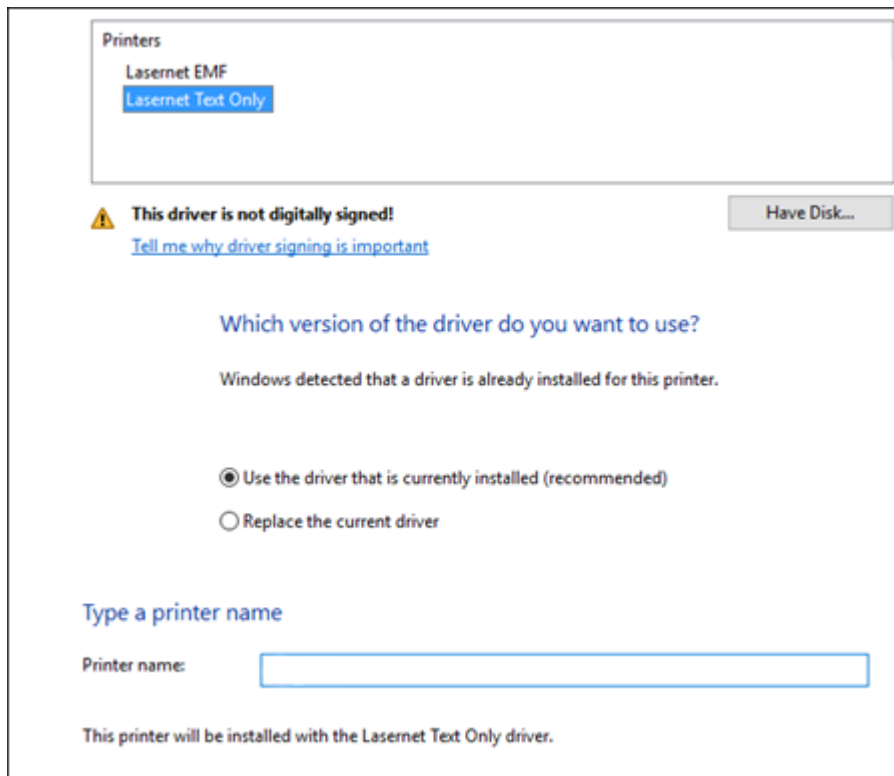 Printers
Lasernet EMF
Lasernet Text Only
This driver is not digitally signed!
Have Disk...
Tell me why driver signing is important
Which version of the driver do you want to use?
Windows detected that a driver is already installed for this printer.
Use the driver that is currently installed (recommended)
Replace the current driver
Type a printer name
Printer name:
This printer will be installed with the Lasernet Text Only driver.